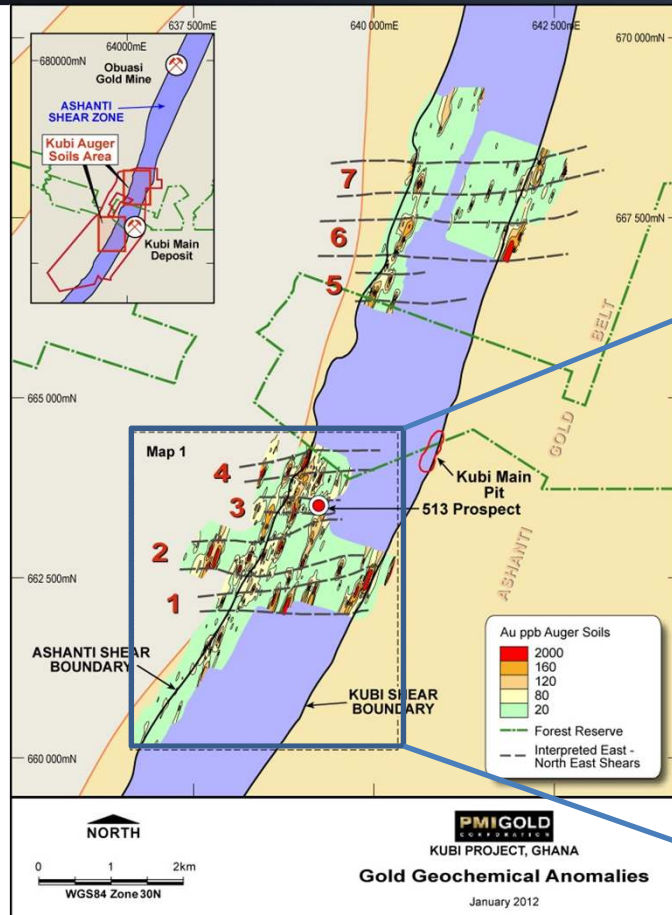 637 500mE
640 000mE
642 500mE
64000mE
680000mN
670 000mN
Obuasi
Gold Mine
ASHANTI
SHEAR ZONE
Kubi Auger
Soils Area
Kubi Main
Deposit
7
667 500mN
6
5
BELT
665 000mN
GOLD
Map 1
4
Kubi Main
Pit
3
513 Prospect
2
ASHANTI
662 500mN
1
Au ppb Auger Soils
2000
160
120
80
20
Forest Reserve
Interpreted East -
North East Shears
ASHANTI SHEAR
BOUNDARY
KUBI SHEAR
BOUNDARY
660 000mN
NORTH
0 1 2km
WGS84 Zone 30N
PMIGOLD
CORPORATION
KUBI PROJECT, GHANA
Gold Geochemical Anomalies
January 2012